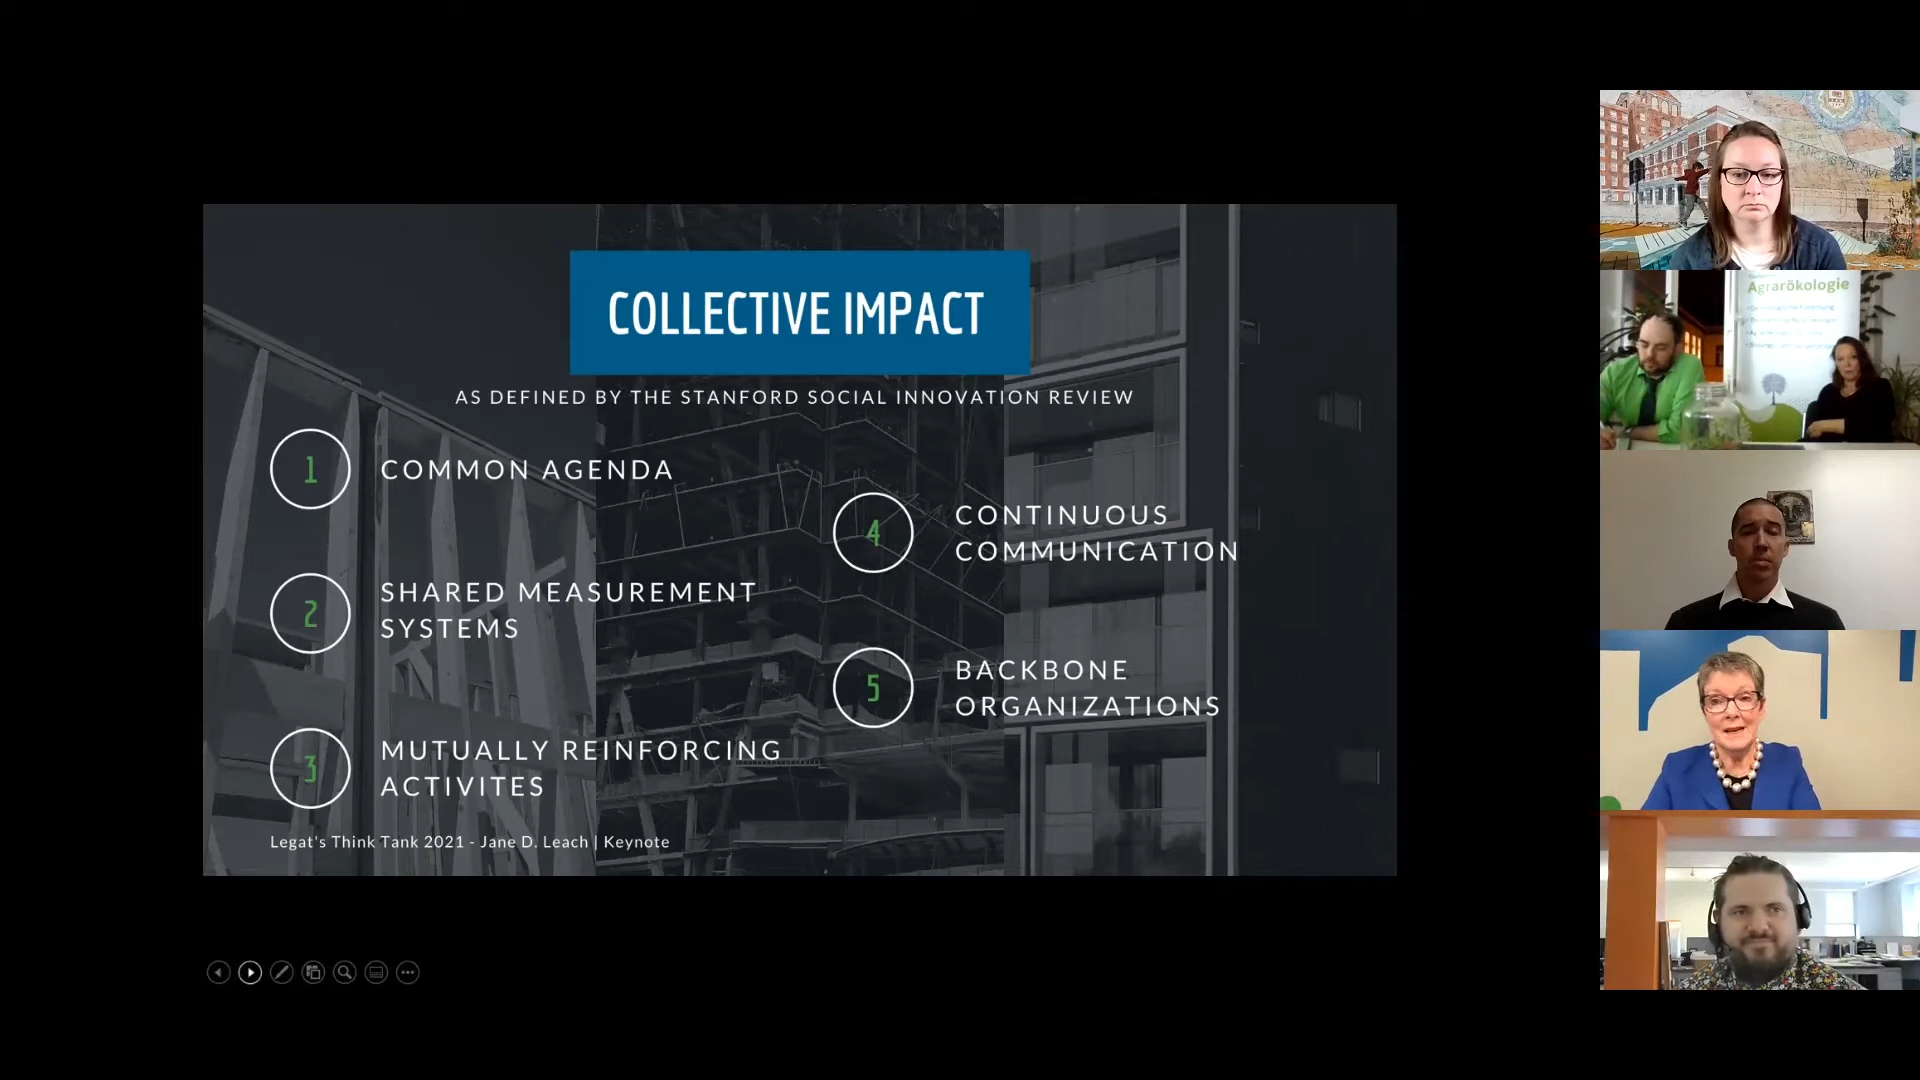 COLLECTIVE IMPACT
AS DEFINED BY THE STANFORD SOCIAL INNOVATION REVIEW
1
COMMON AGENDA
2
SHARED MEASUREMENT
SYSTEMS
3
MUTUALLY REINFORCING
ACTIVITES
4
CONTINUOUS
COMMUNICATION
5
BACKBONE
ORGANIZATIONS
Legat's Think Tank 2021 - Jane D. Leach | Keynote
Agrarökologie